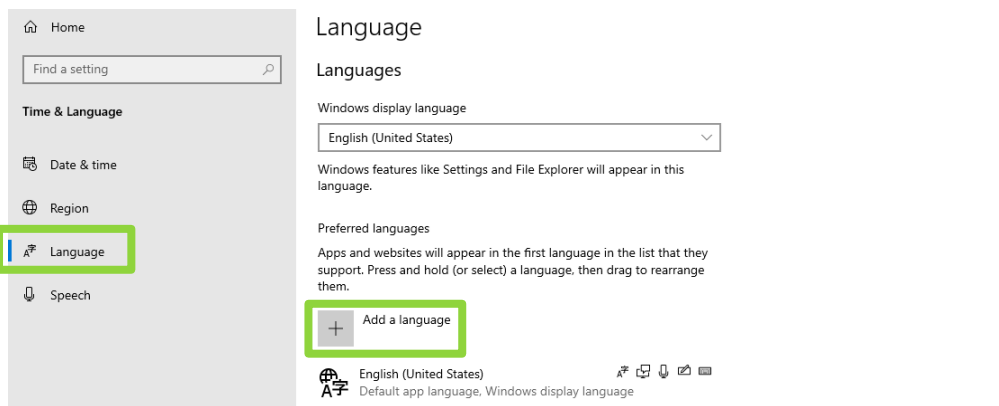 Home
Find a setting
Time & Language
Date & time
Region
Language
Speech
Language
Languages
Windows display language
English (United States)
Windows features like Settings and File Explorer will appear in this
language.
Preferred languages
Apps and websites will appear in the first language in the list that they
support. Press and hold (or select) a language, then drag to rearrange
them.
Add a language
English (United States)
Default app language, Windows display language